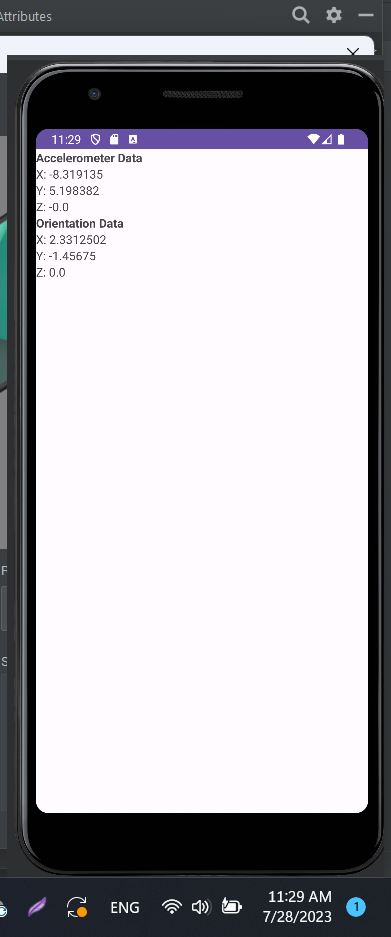 Attributes
11:29
Accelerometer Data
X: -8.319135
Y: 5.198382
Z: -0.0
Orientation Data
X: 2.3312502
Y: -1.45675
Z: 0.0
F
S
ENG
11:29 AM
7/28/2023
1